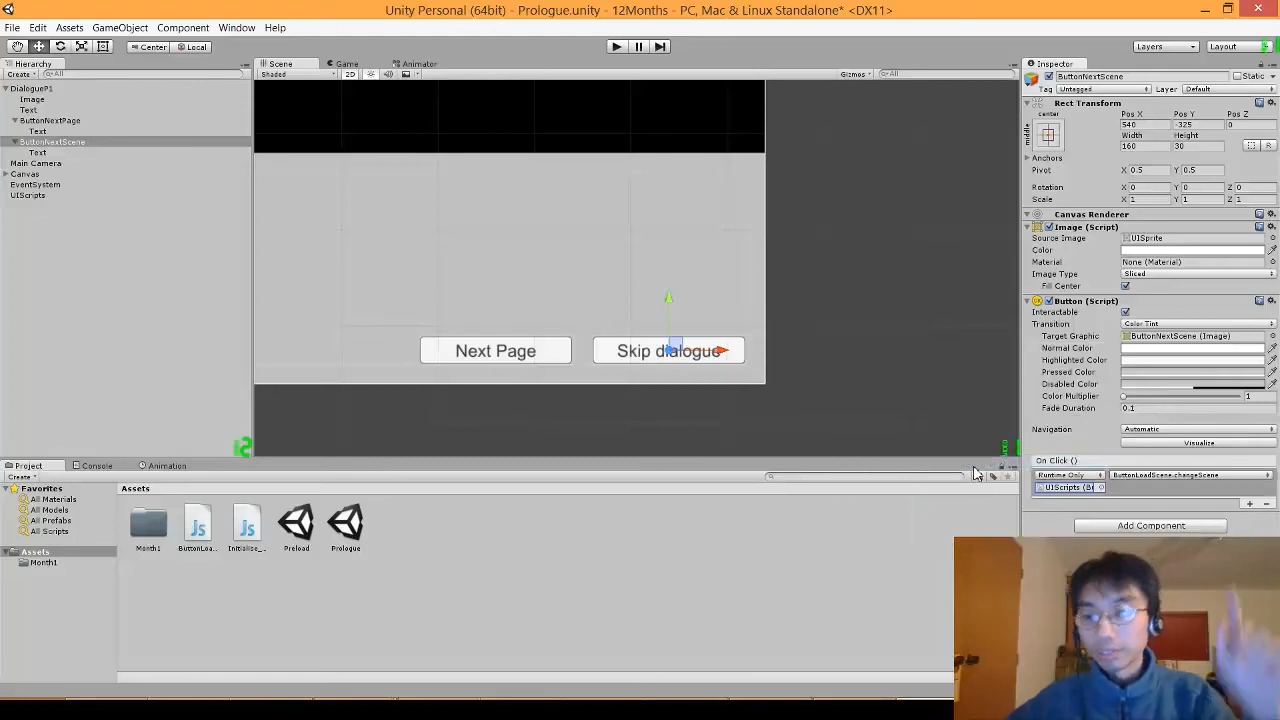 Unity Personal (64bit) - Prologue.unity - 12Months - PC, Mac & Linux Standalone* <DX11>
File Edit Assets GameObject Component Window Help
Center Local Layers Layout
Hierarchy Scene Game Animator Inspector
Create All Shaded 2D Gizmos All
ButtonNextScene Static
Tag Untagged Layer Default
DialogueP1
Image
Text
ButtonNextPage
Text
ButtonNextScene
Text
Main Camera
Canvas
EventSystem
UIScripts
Next Page
Skip dialogue
Rect Transform
center
middle
Pos X Pos Y Pos Z
540 -325 0
Width Height
160 30
R
Anchors
Pivot X 0.5 Y 0.5
Rotation X 0 Y 0 Z 0
Scale X 1 Y 1 Z 1
Canvas Renderer
Image (Script)
Source Image UISprite
Color
Material None (Material)
Image Type Sliced
Fill Center
Button (Script)
Interactable
Transition Color Tint
Target Graphic ButtonNextScene (Image)
Normal Color
Highlighted Color
Pressed Color
Disabled Color
Color Multiplier 1
Fade Duration 0.1
Navigation Automatic
Visualize
On Click ()
Runtime Only ButtonLoadScene.changeScene
UIScripts (B
Add Component
Project Console Animation
Create
Favorites
All Materials
All Models
All Prefabs
All Scripts
Assets
Month1
Assets
Month1 ButtonLoa... Initialise_... Preload Prologue